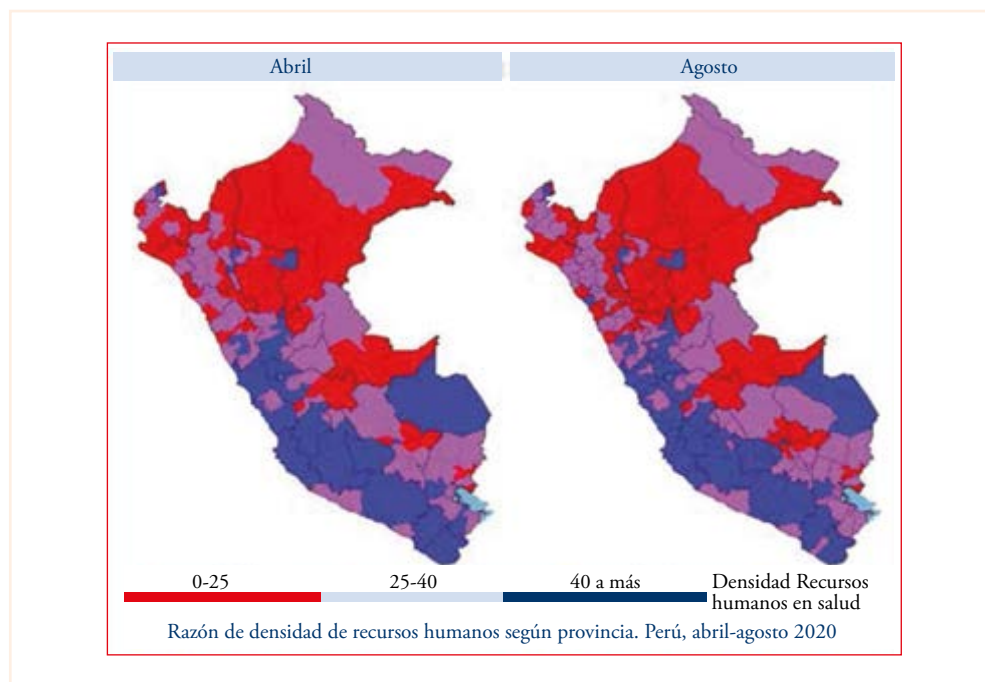 Abril
Agosto
0-25
25-40
40 a más
Densidad Recursos
humanos en salud
Razón de densidad de recursos humanos según provincia. Perú, abril-agosto 2020